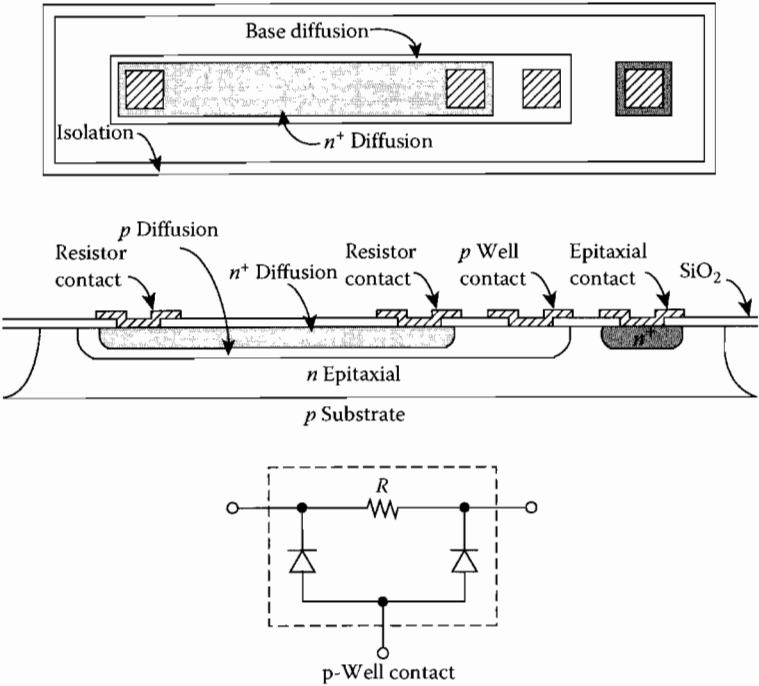 Base diffusion
Isolation
n⁺ Diffusion
p Diffusion
Resistor
contact
n⁺ Diffusion
Resistor
contact
p Well
contact
Epitaxial
contact
SiO₂
n⁺
n Epitaxial
p Substrate
R
p-Well contact